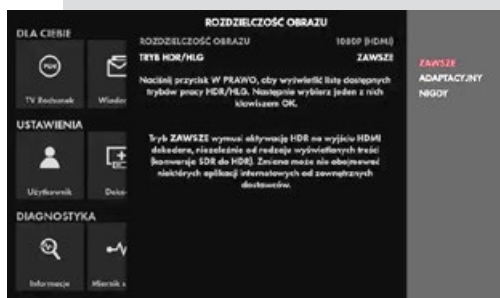 ROZDZIELCZOŚĆ OBRAZU
DLA CIEBIE
TV Bodvanek
USTAWIENIA
Użytkownik
DIAGNOSTYKA
Informacje
Miernik
ROZDZIELCZOŚĆ OBRAZU 1080P (HDMI)
TRYB HDR/HLG ZAWSZE
Naciśnij przycisk W PRAWO, aby wyświetlić listę dostępnych
trybów pracy HDR/HLG. Następnie wybierz jeden z nich
klawiszem OK.
Tryb ZAWSZE wymusi aktywację HDR na wyjściu HDMI
dekodera, niezależnie od rodzaju wyświetlanych treści
(konwersja SDR do HDR). Zmiana może nie obejmować
niektórych aplikacji internetowych od zewnętrznych
dostawców.
ZAWSZE
ADAPTACYJNY
NIGDY